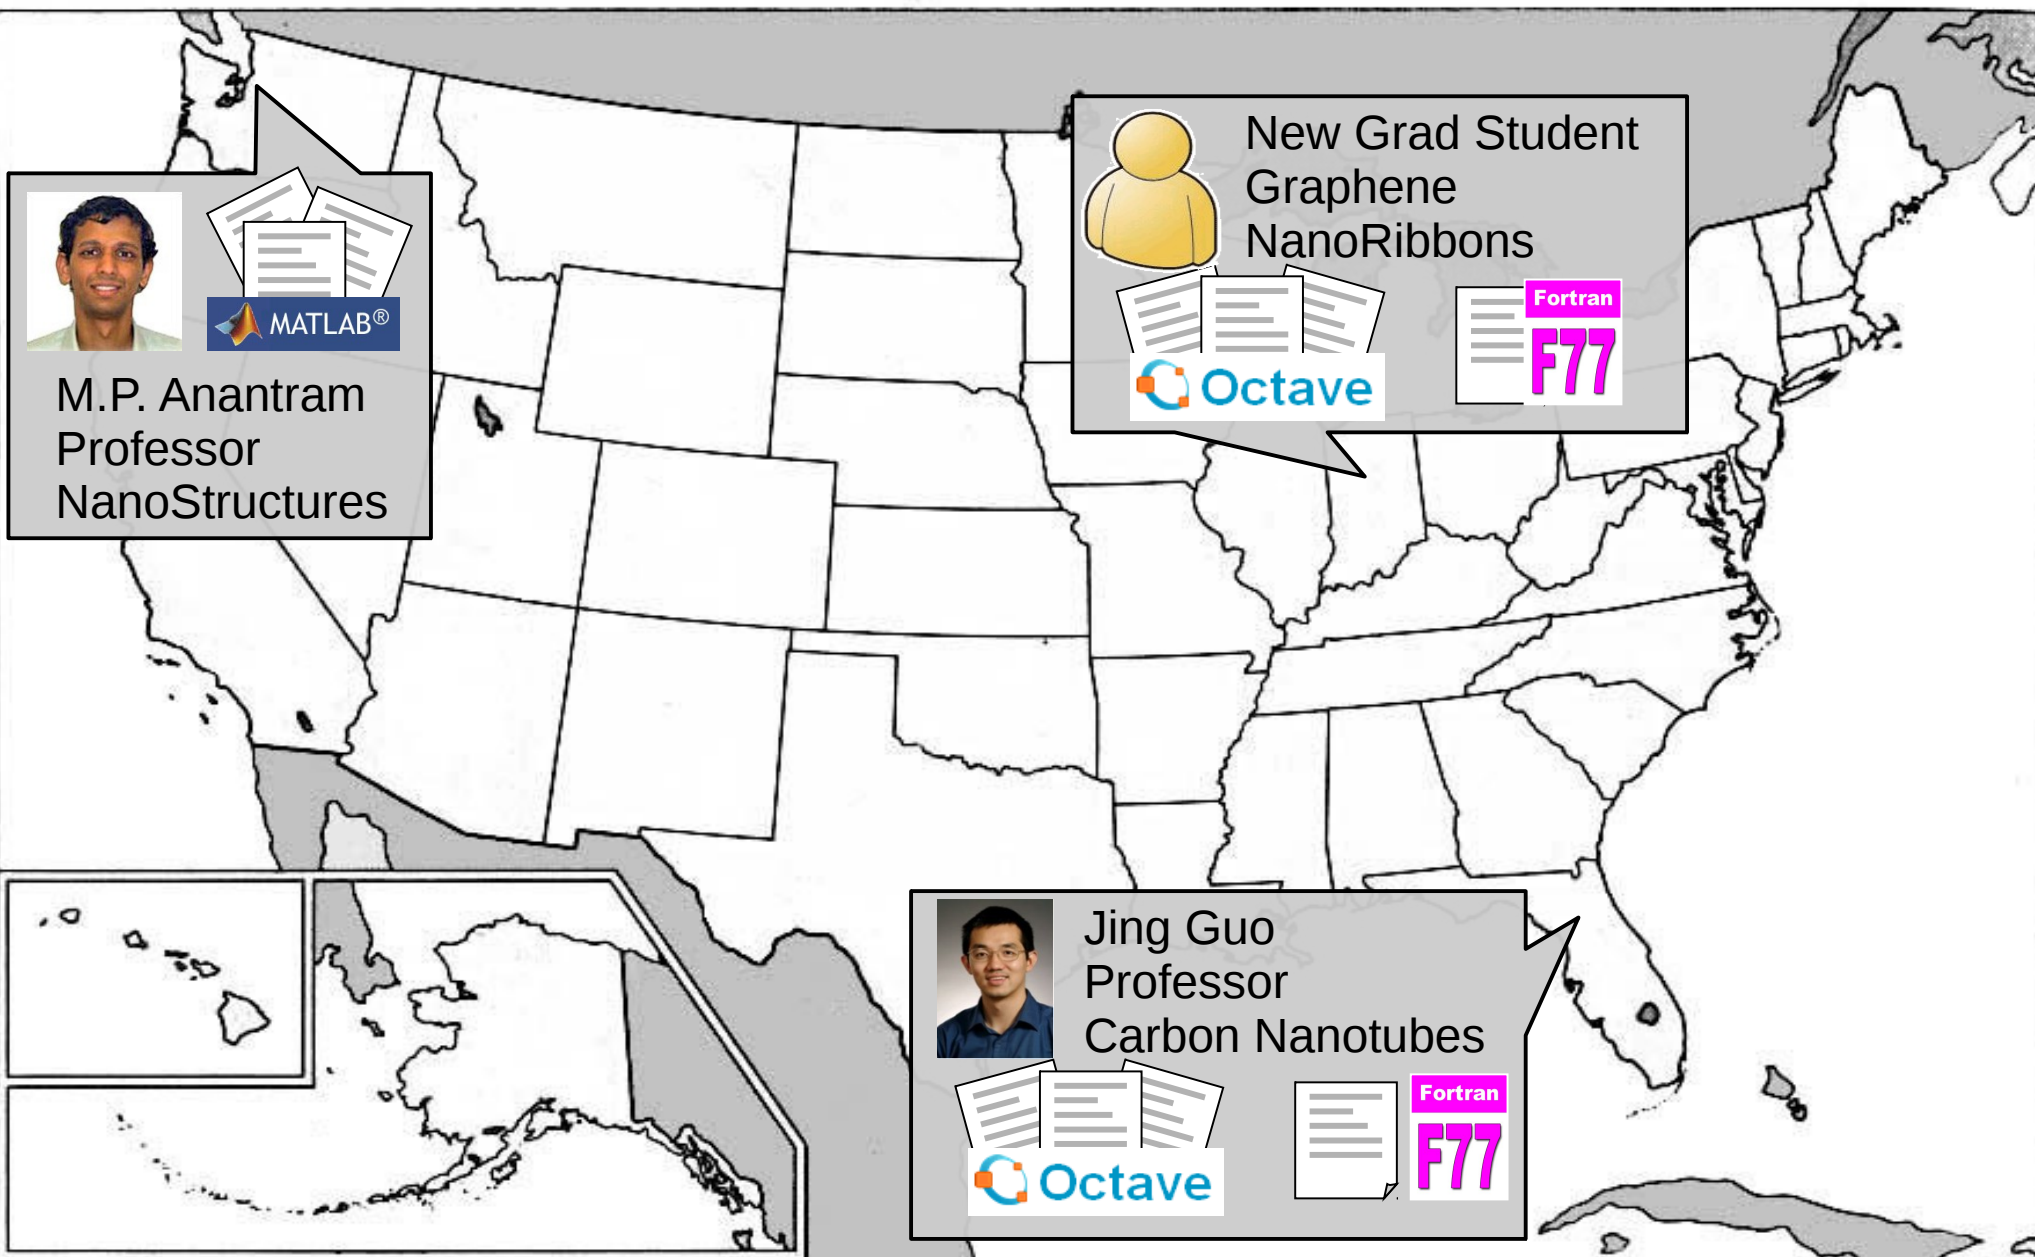 MATLAB®
M.P. Anantram
Professor
NanoStructures
New Grad Student
Graphene
NanoRibbons
Octave
Fortran
F77
Jing Guo
Professor
Carbon Nanotubes
Octave
Fortran
F77